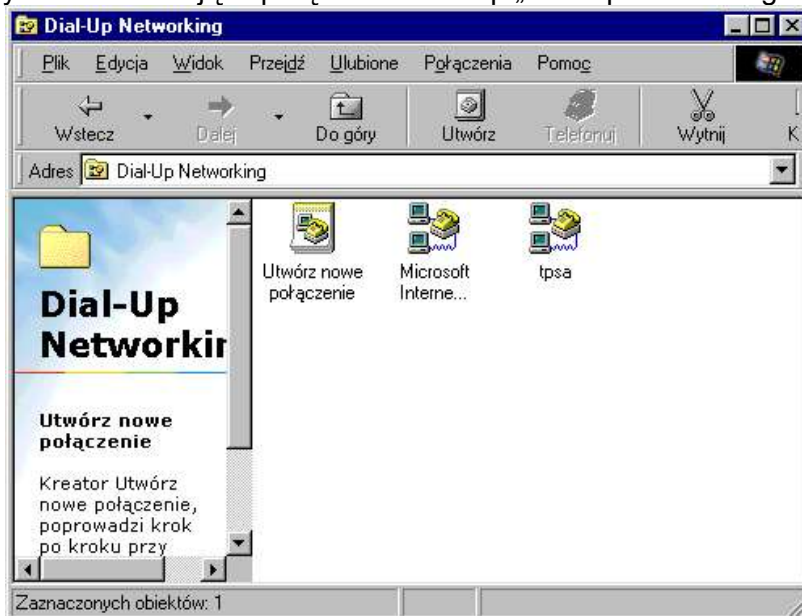 Dial-Up Networking
Plik Edycja Widok Przejdź Ulubione Połączenia Pomoc
Wstecz Dalej Do góry Utwórz Telefonuj Wytnij K
Adres Dial-Up Networking
Utwórz nowe połączenie
Microsoft Interne...
tpsa
Dial-Up
Networkin
Utwórz nowe
połączenie
Kreator Utwórz
nowe połączenie,
poprowadzi krok
po kroku przy
Zaznaczonych obiektów: 1